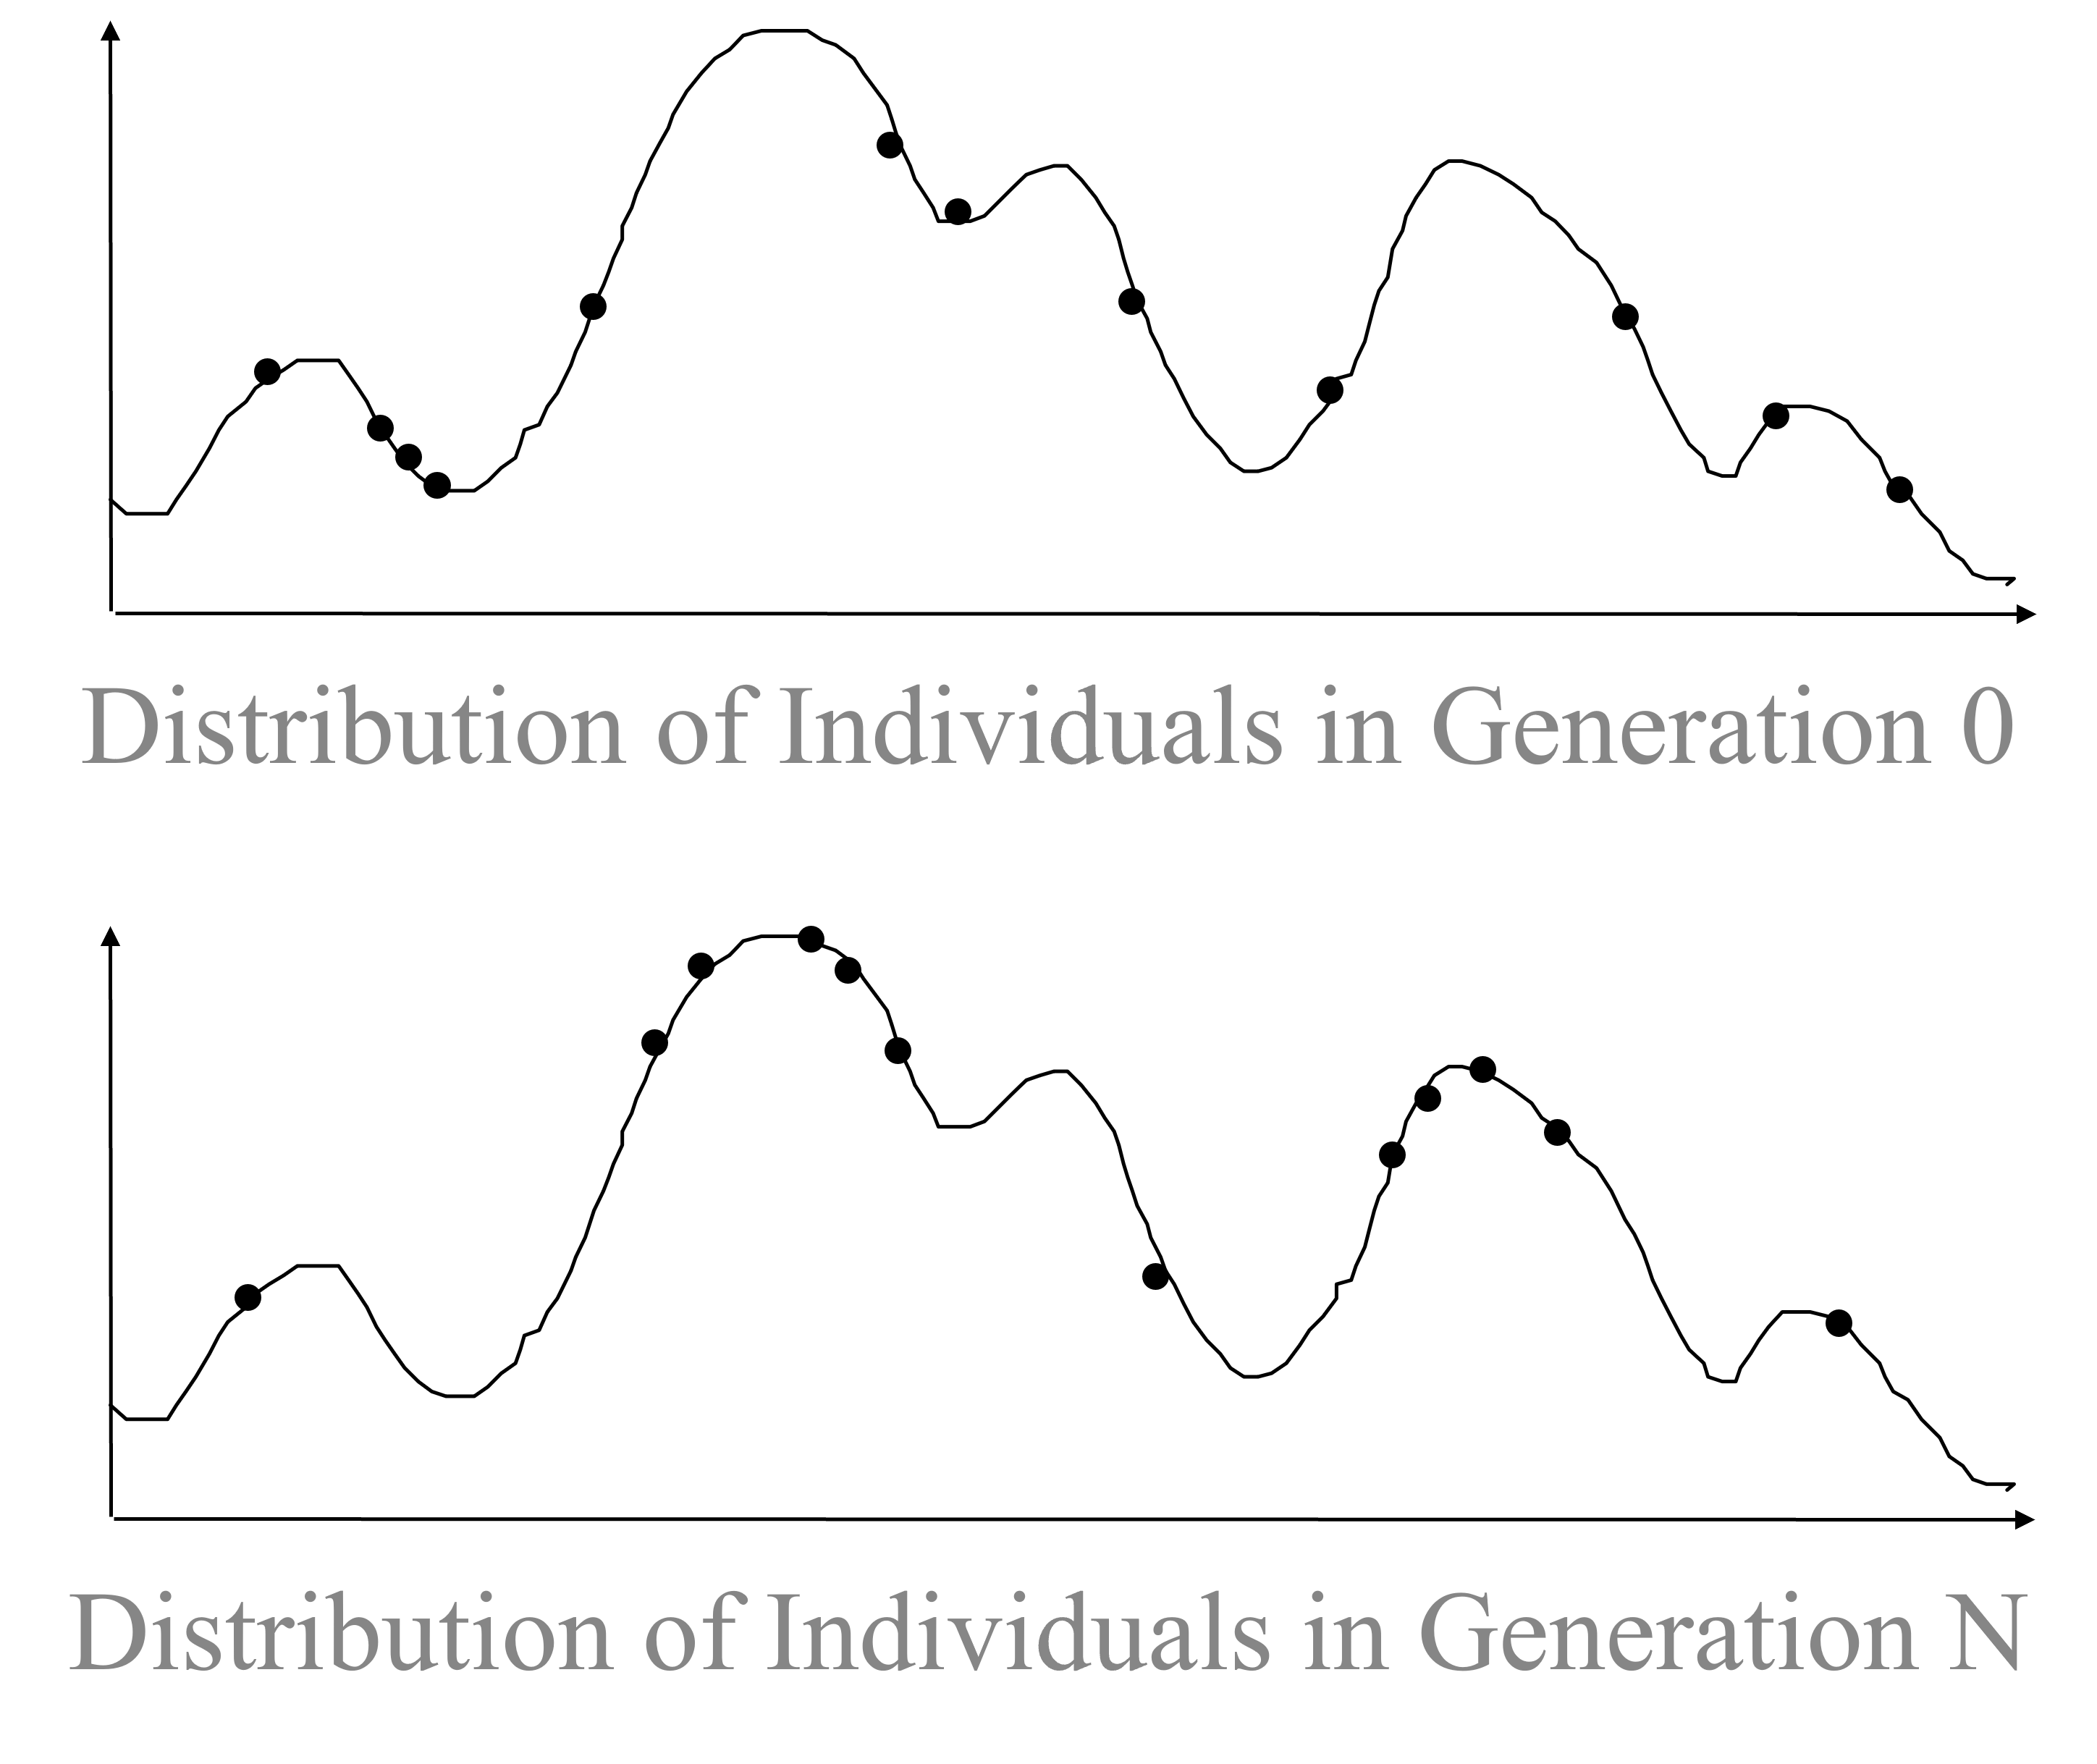 Distribution of Individuals in Generation 0
Distribution of Individuals in Generation N